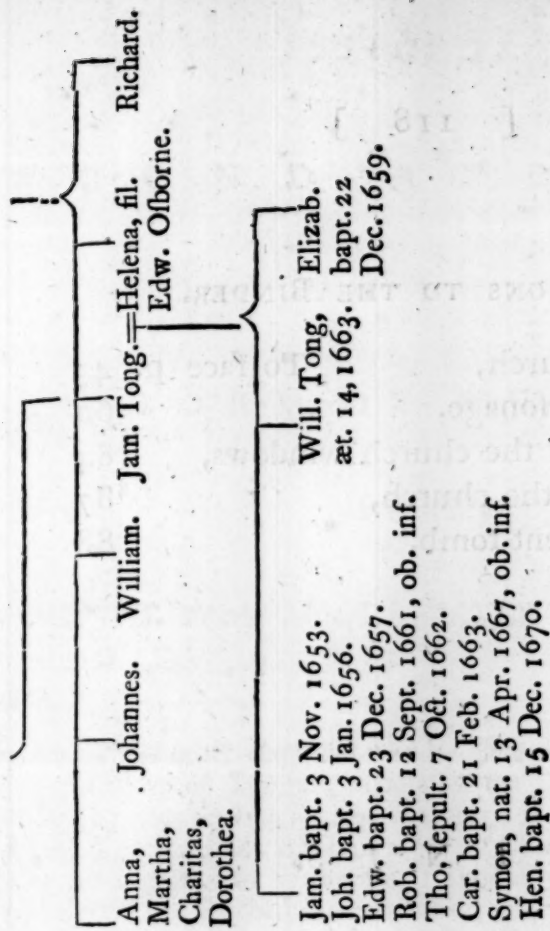 Anna,
Martha,
Charitas,
Dorothea.
Johannes.
William.
Jam. Tong.=Helena, fil.
Edw. Oſborne.
Richard.
Jam. bapt. 3 Nov. 1653.
Joh. bapt. 3 Jan. 1656.
Edw. bapt. 23 Dec. 1657.
Rob. bapt. 12 Sept. 1661, ob. inf.
Tho. ſepult. 7 Oct. 1662.
Car. bapt. 21 Feb. 1663.
Symon, nat. 13 Apr. 1667, ob. inf.
Hen. bapt. 15 Dec. 1670.
Will. Tong,
æt. 14, 1663.
Elizab.
bapt. 22
Dec. 1659.